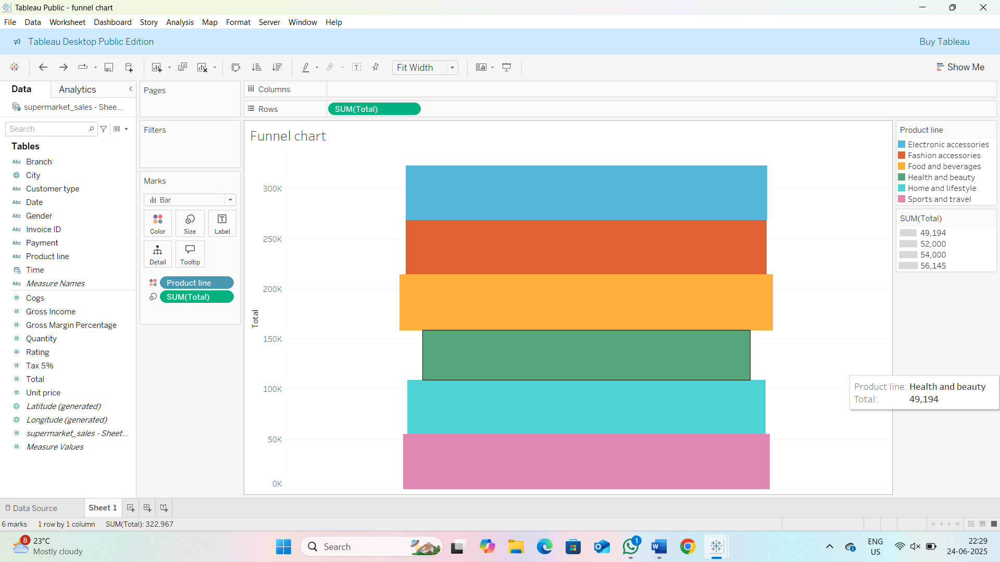 Tableau Public - funnel chart
File Data Worksheet Dashboard Story Analysis Map Format Server Window Help
Tableau Desktop Public Edition
Buy Tableau
Fit Width
Show Me
Data
Analytics
supermarket_sales - Shee...
Search
Tables
Abc Branch
City
Abc Customer type
Abc Date
Abc Gender
Abc Invoice ID
Abc Payment
Abc Product line
Time
Abc Measure Names
# Cogs
# Gross Income
# Gross Margin Percentage
# Quantity
# Rating
# Tax 5%
# Total
# Unit price
Latitude (generated)
Longitude (generated)
# supermarket_sales - Sheet...
# Measure Values
Pages
Filters
Marks
Bar
Color Size Label
Detail Tooltip
Product line
SUM(Total)
Columns
Rows
SUM(Total)
Funnel chart
300K
250K
200K
150K
100K
50K
0K
Total
Product line
Electronic accessories
Fashion accessories
Food and beverages
Health and beauty
Home and lifestyle
Sports and travel
SUM(Total)
49,194
52,000
54,000
56,145
Product line: Health and beauty
Total: 49,194
Data Source
Sheet 1
6 marks 1 row by 1 column SUM(Total): 322,967
8
23°C
Mostly cloudy
Search
1
ENG
US
22:29
24-06-2025